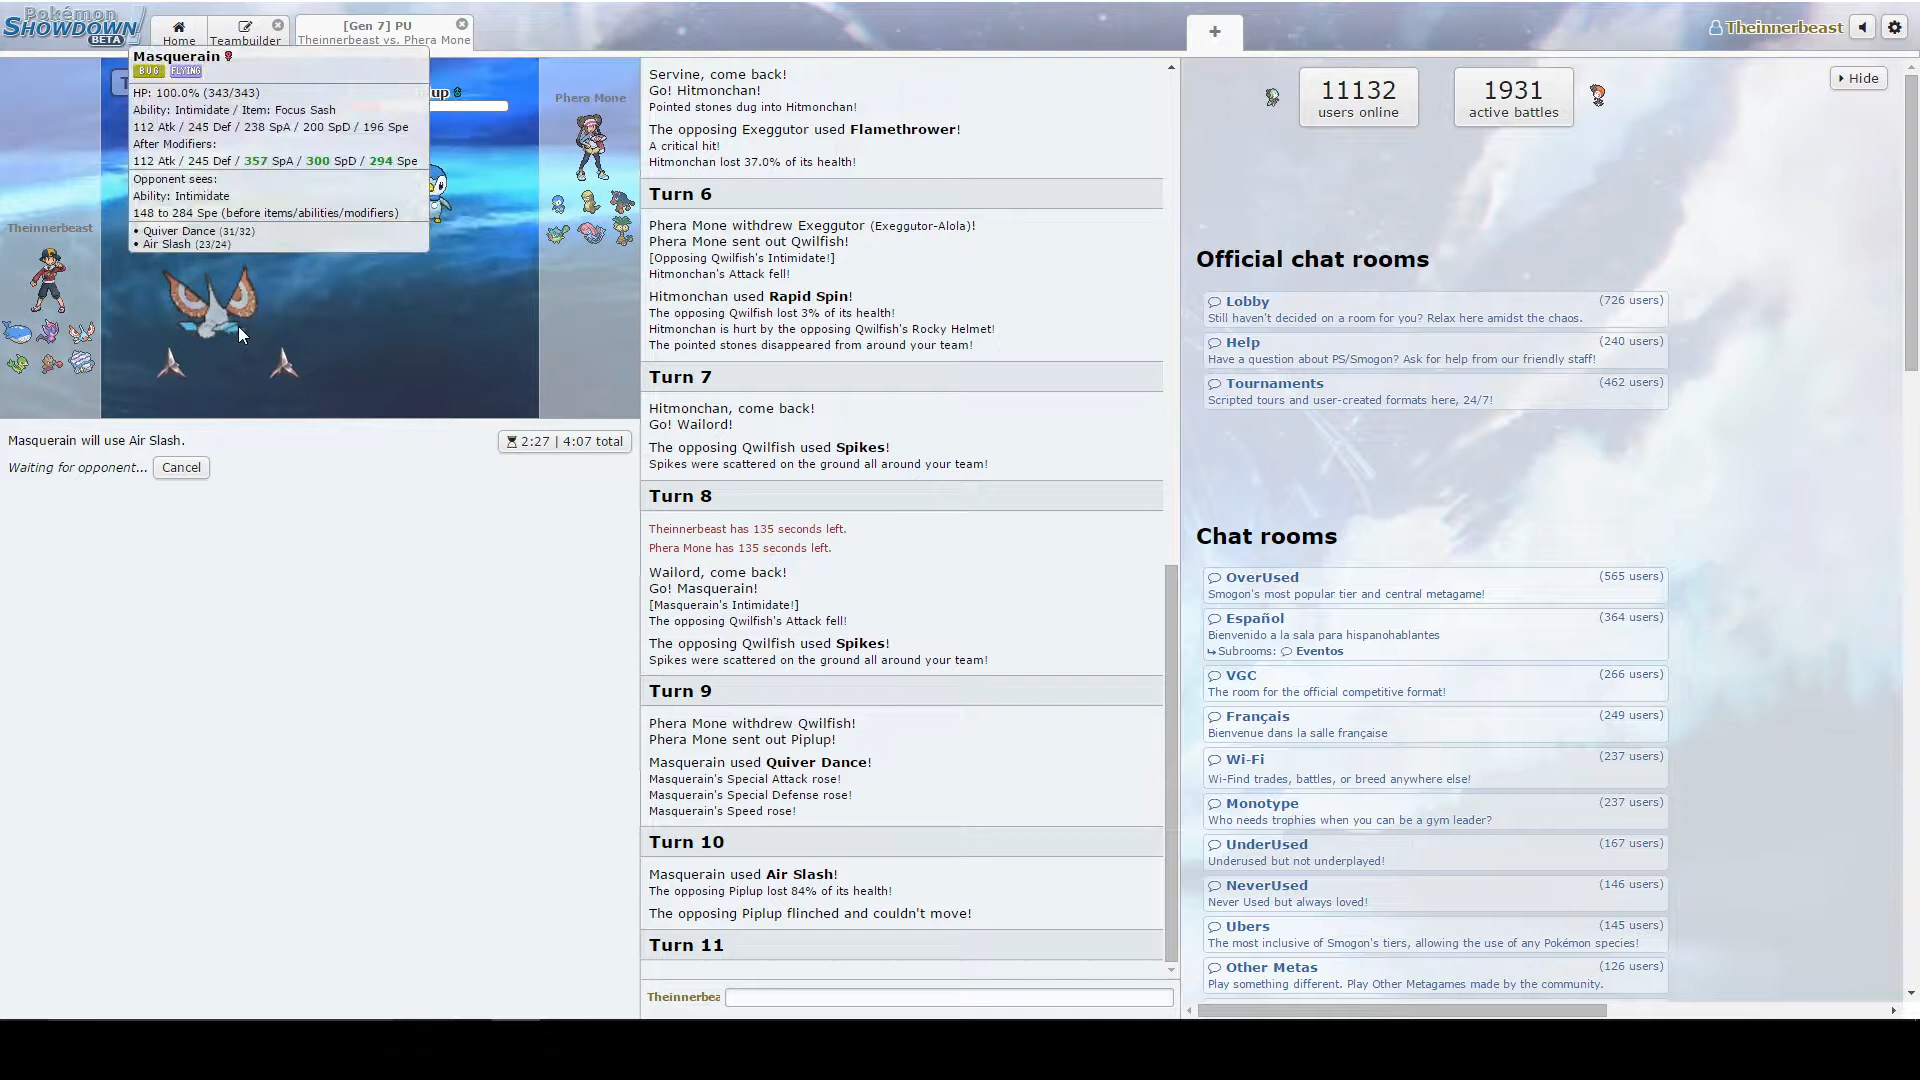 Pokémon
SHOWDOWN!
BETA
Home
Teambuilder
[Gen 7] PU
Theinnerbeast vs. Phera Mone
+
Theinnerbeast
Masquerain
BUG FLYING
HP: 100.0% (343/343)
Ability: Intimidate / Item: Focus Sash
112 Atk / 245 Def / 238 SpA / 200 SpD / 196 Spe
After Modifiers:
112 Atk / 245 Def / 357 SpA / 300 SpD / 294 Spe
Opponent sees:
Ability: Intimidate
148 to 284 Spe (before items/abilities/modifiers)
• Quiver Dance (31/32)
• Air Slash (23/24)
Phera Mone
Theinnerbeast
Masquerain will use Air Slash.
2:27 | 4:07 total
Waiting for opponent... Cancel
Servine, come back!
Go! Hitmonchan!
Pointed stones dug into Hitmonchan!
The opposing Exeggutor used Flamethrower!
A critical hit!
Hitmonchan lost 37.0% of its health!
Turn 6
Phera Mone withdrew Exeggutor (Exeggutor-Alola)!
Phera Mone sent out Qwilfish!
[Opposing Qwilfish's Intimidate!]
Hitmonchan's Attack fell!
Hitmonchan used Rapid Spin!
The opposing Qwilfish lost 3% of its health!
Hitmonchan is hurt by the opposing Qwilfish's Rocky Helmet!
The pointed stones disappeared from around your team!
Turn 7
Hitmonchan, come back!
Go! Wailord!
The opposing Qwilfish used Spikes!
Spikes were scattered on the ground all around your team!
Turn 8
Theinnerbeast has 135 seconds left.
Phera Mone has 135 seconds left.
Wailord, come back!
Go! Masquerain!
[Masquerain's Intimidate!]
The opposing Qwilfish's Attack fell!
The opposing Qwilfish used Spikes!
Spikes were scattered on the ground all around your team!
Turn 9
Phera Mone withdrew Qwilfish!
Phera Mone sent out Piplup!
Masquerain used Quiver Dance!
Masquerain's Special Attack rose!
Masquerain's Special Defense rose!
Masquerain's Speed rose!
Turn 10
Masquerain used Air Slash!
The opposing Piplup lost 84% of its health!
The opposing Piplup flinched and couldn't move!
Turn 11
Theinnerbea
11132
users online
1931
active battles
Hide
Official chat rooms
Lobby (726 users)
Still haven't decided on a room for you? Relax here amidst the chaos.
Help (240 users)
Have a question about PS/Smogon? Ask for help from our friendly staff!
Tournaments (462 users)
Scripted tours and user-created formats here, 24/7!
Chat rooms
OverUsed (565 users)
Smogon's most popular tier and central metagame!
Español (364 users)
Bienvenido a la sala para hispanohablantes
Subrooms: Eventos
VGC (266 users)
The room for the official competitive format!
Français (249 users)
Bienvenue dans la salle française
Wi-Fi (237 users)
Wi-Find trades, battles, or breed anywhere else!
Monotype (237 users)
Who needs trophies when you can be a gym leader?
UnderUsed (167 users)
Underused but not underplayed!
NeverUsed (146 users)
Never Used but always loved!
Ubers (145 users)
The most inclusive of Smogon's tiers, allowing the use of any Pokémon species!
Other Metas (126 users)
Play something different. Play Other Metagames made by the community.